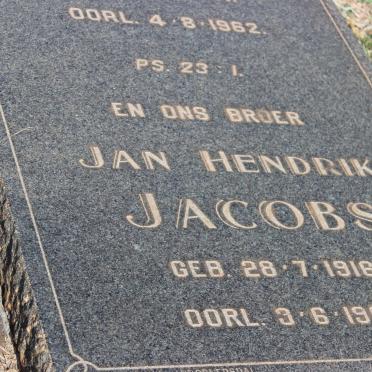 OORL. 4·8·1962.
PS. 23:1.
EN ONS BROER
JAN HENDRIK
JACOBS
GEB. 28·7·1918
OORL. 3·6·19